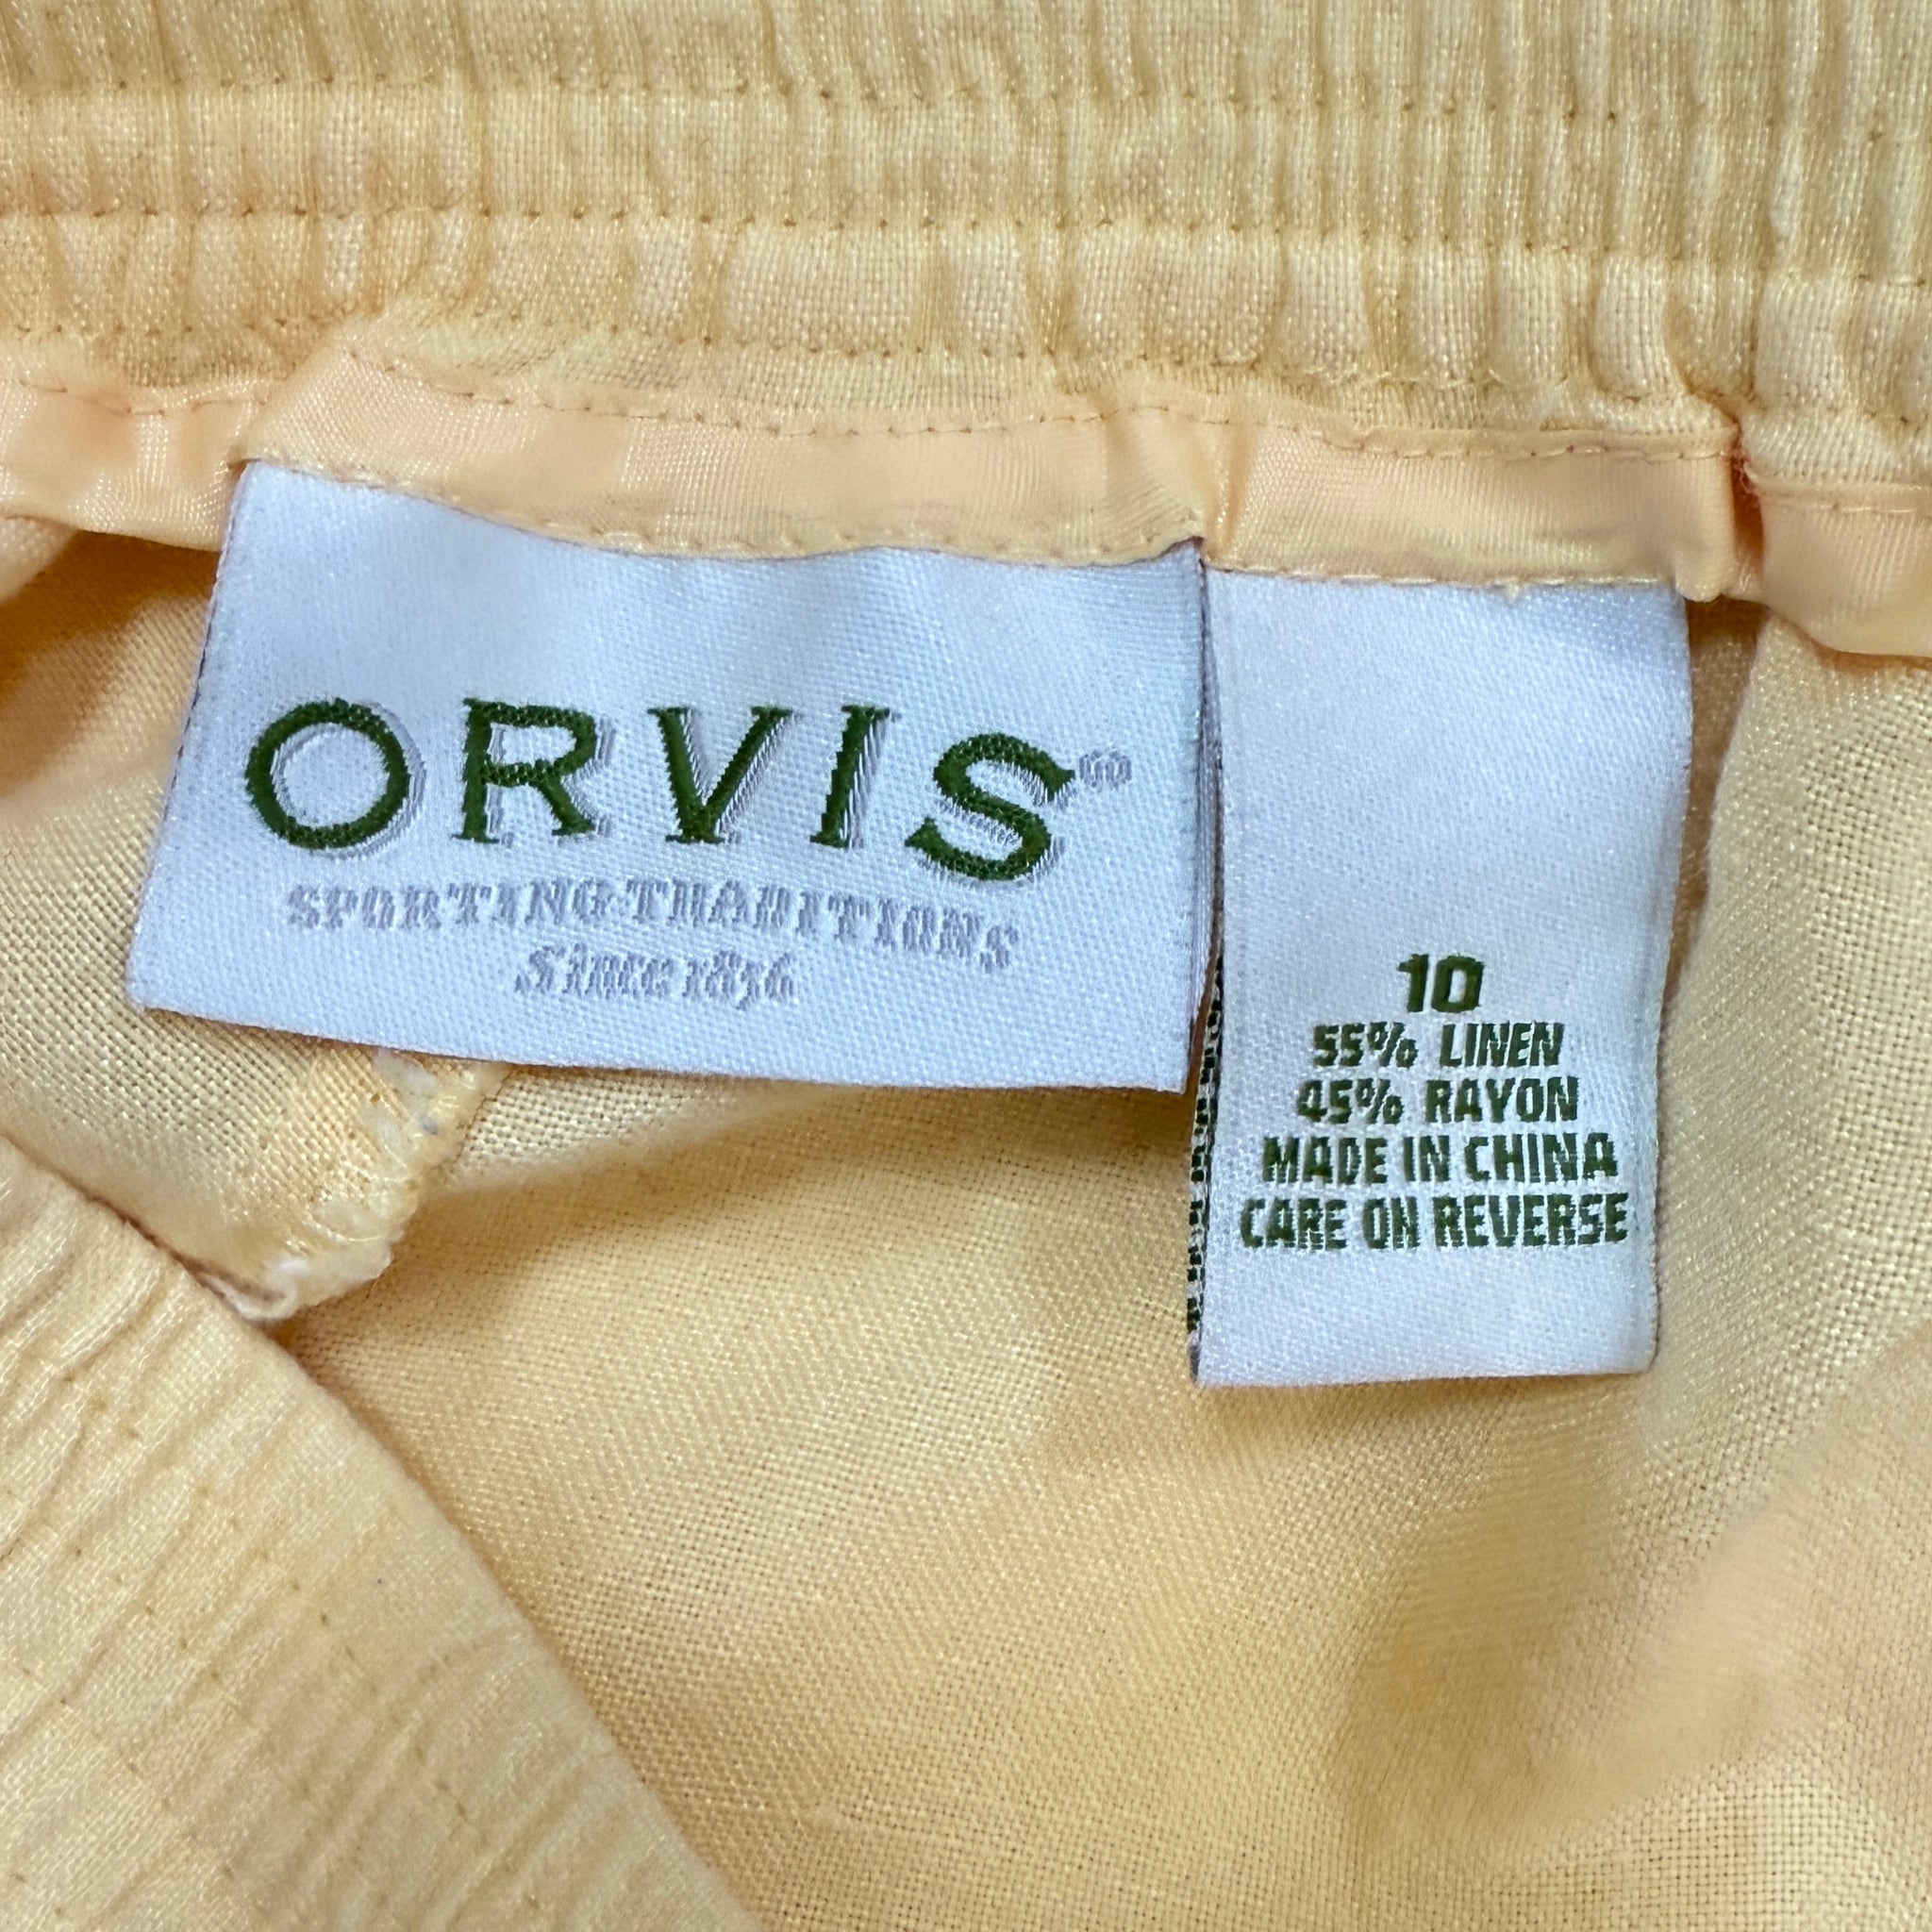 ORVIS®
SPORTING TRADITIONS
Since 1856
10
55% LINEN
45% RAYON
MADE IN CHINA
CARE ON REVERSE